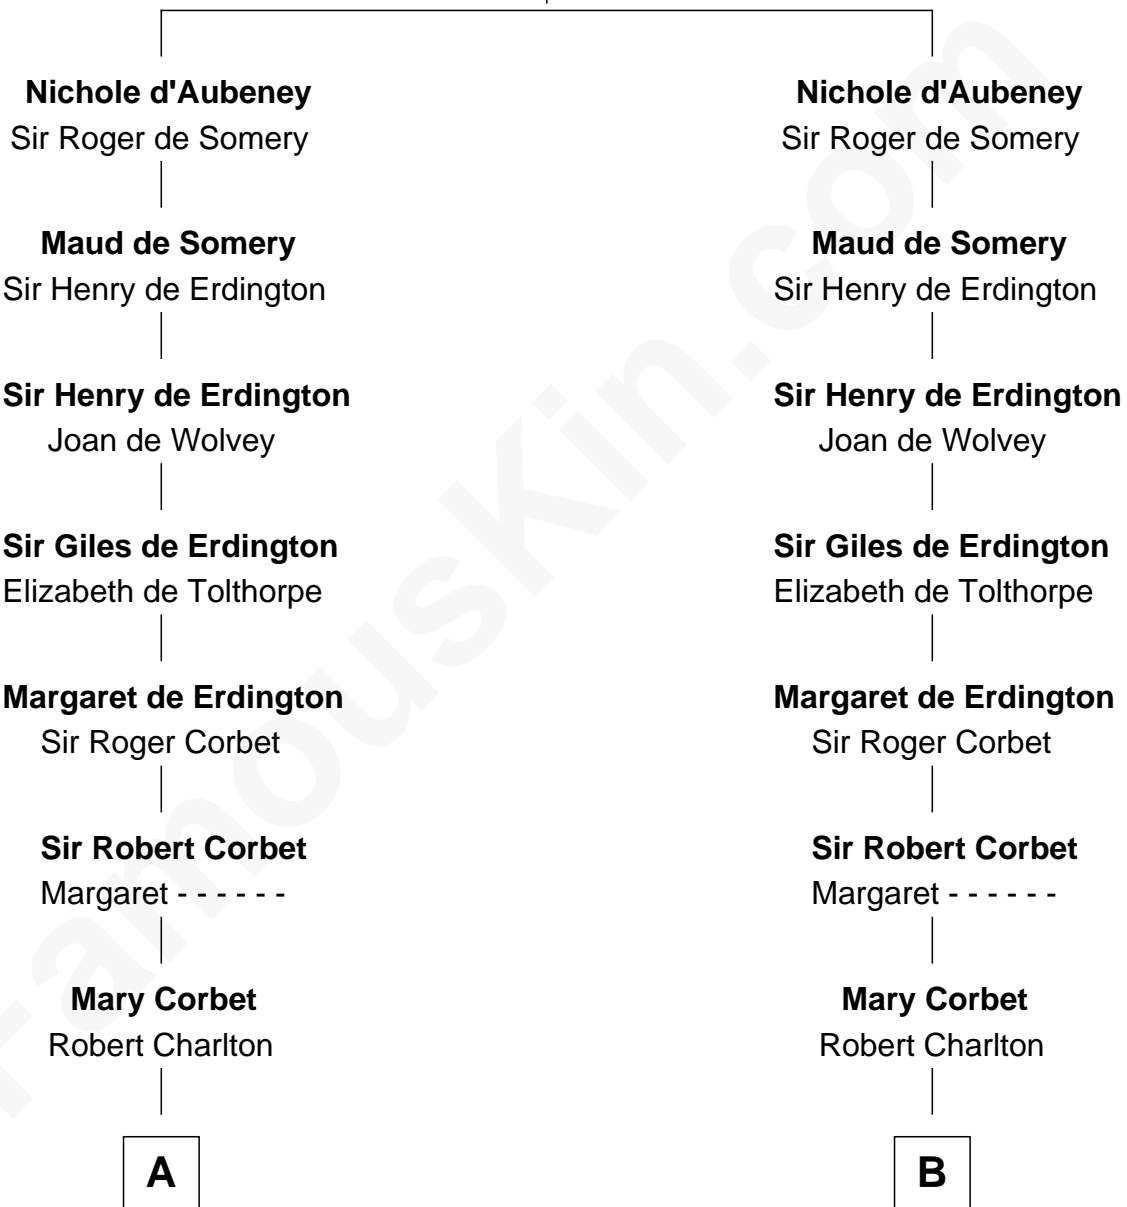 Nichole d'Aubeney
Sir Roger de Somery
Maud de Somery
Sir Henry de Erdington
Sir Henry de Erdington
Joan de Wolvey
Sir Giles de Erdington
Elizabeth de Tolthorpe
Margaret de Erdington
Sir Roger Corbet
Sir Robert Corbet
Margaret - - - - - -
Mary Corbet
Robert Charlton
A
Nichole d'Aubeney
Sir Roger de Somery
Maud de Somery
Sir Henry de Erdington
Sir Henry de Erdington
Joan de Wolvey
Sir Giles de Erdington
Elizabeth de Tolthorpe
Margaret de Erdington
Sir Roger Corbet
Sir Robert Corbet
Margaret - - - - - -
Mary Corbet
Robert Charlton
B
FamousKin.com